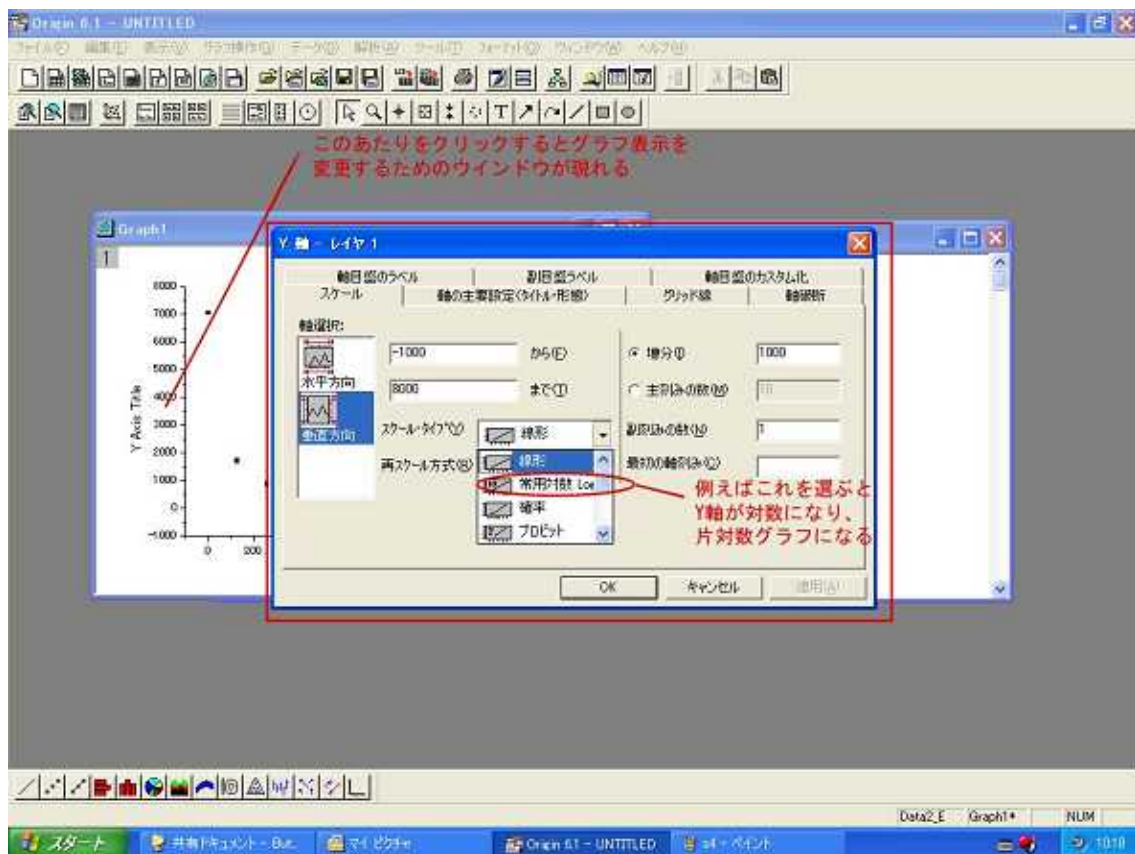 Origin 6.1 - UNTITLED
このあたりをクリックするとグラフ表示を
変更するためのウインドウが現れる
Graph1
1
Y 軸 - レイヤ 1
軸目盛のラベル
副目盛ラベル
軸目盛のカスタム化
スケール
軸の主要設定(タイトル・形態)
グリッド線
軸破断
軸選択:
水平方向
垂直方向
-1000
から(F)
8000
まで(T)
スケール・タイプ(Y)
線形
再スケール方式(R)
線形
常用対数
確率
プロビット
増分(I)
1000
主刻みの数(M)
10
副刻みの数(N)
1
最初の軸刻み(C)
例えばこれを選ぶと
Y軸が対数になり、
片対数グラフになる
OK
キャンセル
適用(A)
8000
7000
6000
5000
4000
3000
2000
1000
0
-1000
Y Axis Title
0
200
Data2_E
Graph1*
NUM
スタート
共有ドキュメント -
マイ ピクチャ
Origin 6.1 - UNTITLED
a4 - ペイント
10:18